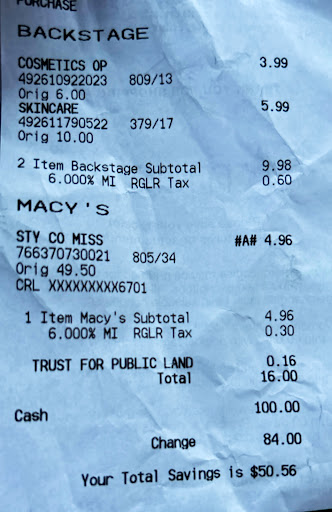 PURCHASE
BACKSTAGE
COSMETICS OP 3.99
492610922023 809/13
Orig 6.00
SKINCARE 5.99
492611790522 379/17
Orig 10.00
2 Item Backstage Subtotal 9.98
6.000% MI RGLR Tax 0.60
MACY'S
STY CO MISS #A# 4.96
766370730021 805/34
Orig 49.50
CRL XXXXXXXXX6701
1 Item Macy's Subtotal 4.96
6.000% MI RGLR Tax 0.30
TRUST FOR PUBLIC LAND 0.16
Total 16.00
Cash 100.00
Change 84.00
Your Total Savings is $50.56